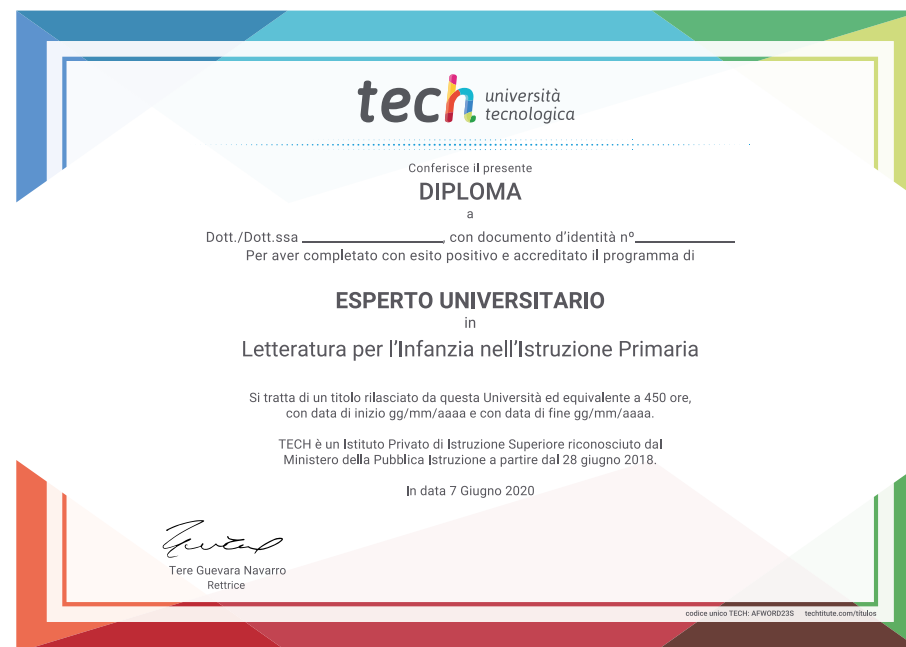 tech università
tecnologica
Conferisce il presente
DIPLOMA
a
Dott./Dott.ssa ____________, con documento d'identità nº____________
Per aver completato con esito positivo e accreditato il programma di
ESPERTO UNIVERSITARIO
in
Letteratura per l'Infanzia nell'Istruzione Primaria
Si tratta di un titolo rilasciato da questa Università ed equivalente a 450 ore,
con data di inizio gg/mm/aaaa e con data di fine gg/mm/aaaa.
TECH è un Istituto Privato di Istruzione Superiore riconosciuto dal
Ministero della Pubblica Istruzione a partire dal 28 giugno 2018.
In data 7 Giugno 2020
Tere Guevara Navarro
Rettrice
codice unico TECH: AFWORD23S techtitute.com/titulos